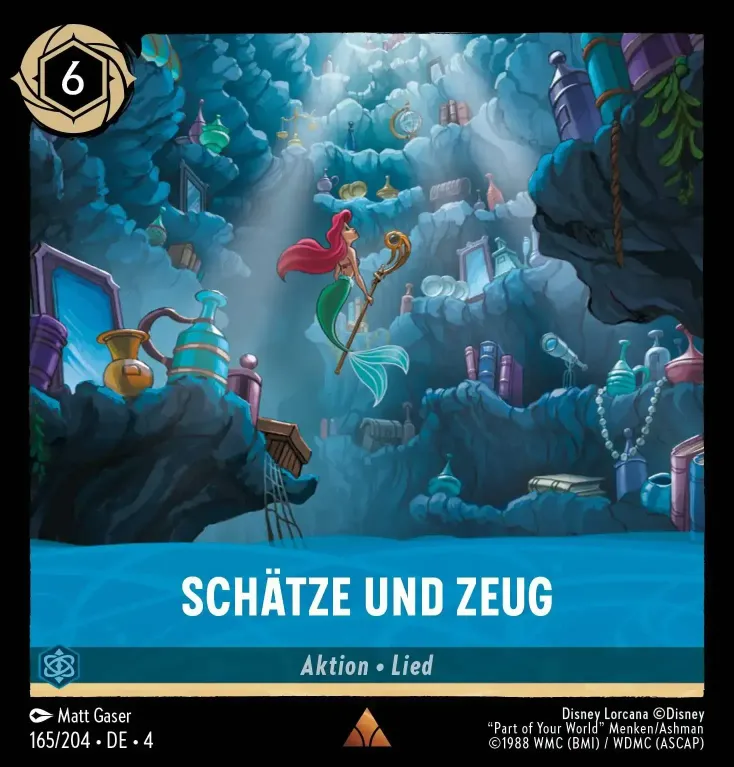 6
SCHÄTZE UND ZEUG
Aktion • Lied
Matt Gaser
165/204 • DE • 4
Disney Lorcana ©Disney
“Part of Your World” Menken/Ashman
©1988 WMC (BMI) / WDMC (ASCAP)